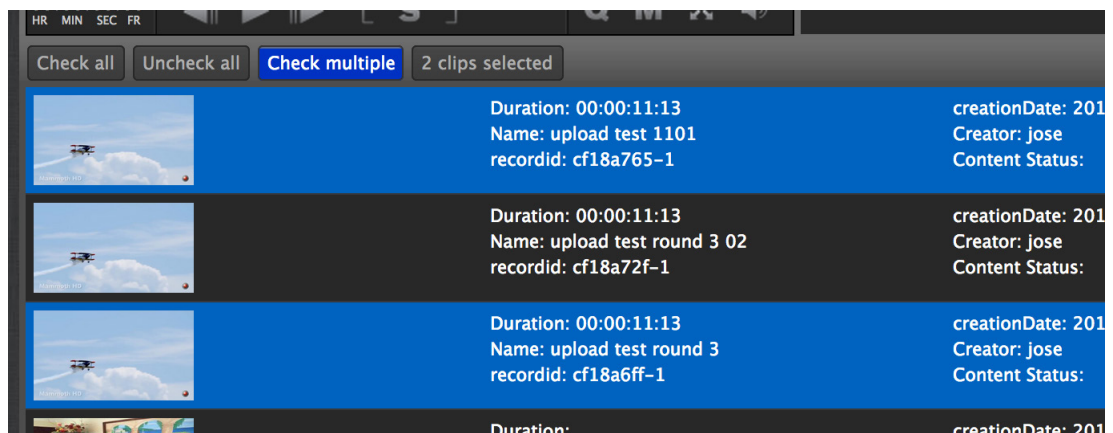 HR MIN SEC FR
Check all Uncheck all Check multiple 2 clips selected
Duration: 00:00:11:13
Name: upload test 1101
recordid: cf18a765-1
creationDate: 201
Creator: jose
Content Status:
Duration: 00:00:11:13
Name: upload test round 3 02
recordid: cf18a72f-1
creationDate: 201
Creator: jose
Content Status:
Duration: 00:00:11:13
Name: upload test round 3
recordid: cf18a6ff-1
creationDate: 201
Creator: jose
Content Status:
Duration:
creationDate: 201